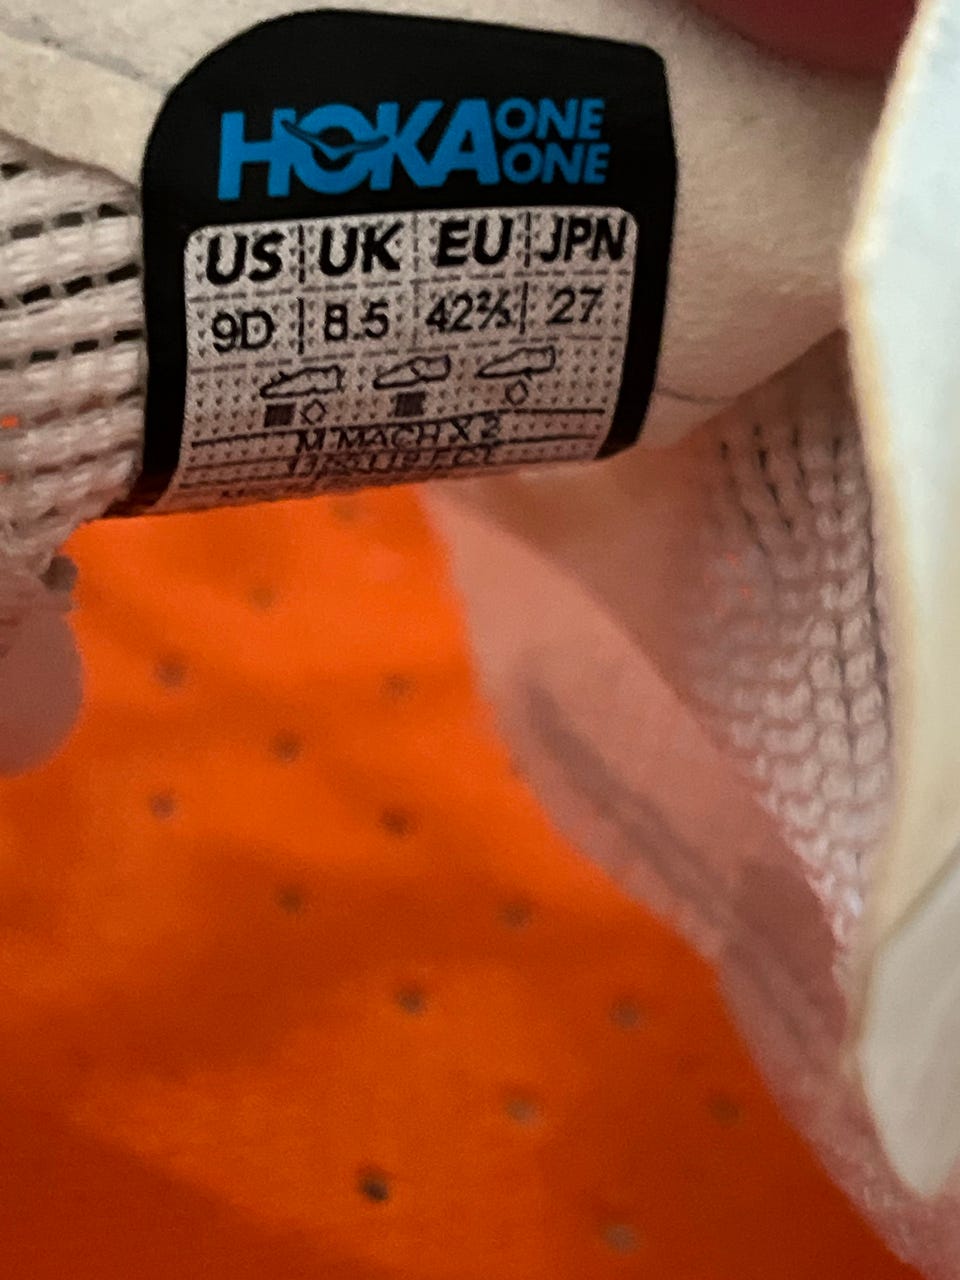 HOKA ONE ONE
US UK EU JPN
9D 8.5 42⅔ 27
M MACH X 2